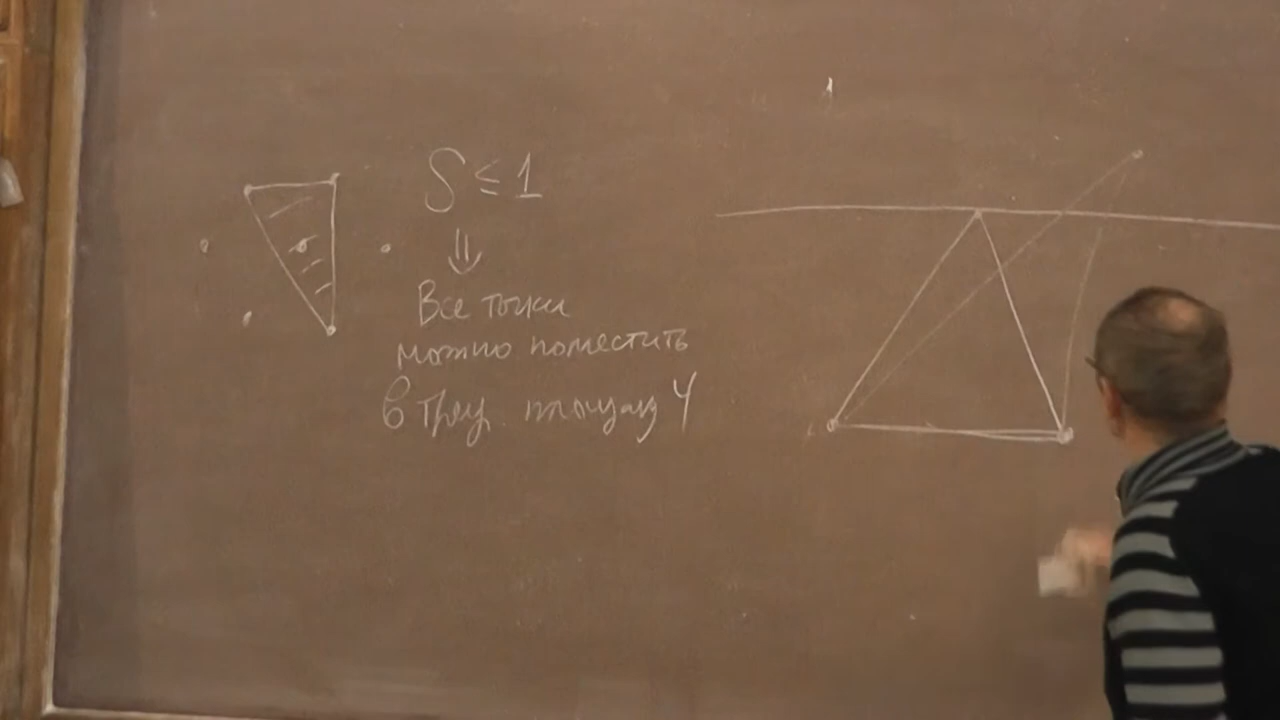 S ≤ 1
⇓
Все точки
можно поместить
в треуг. площади 4